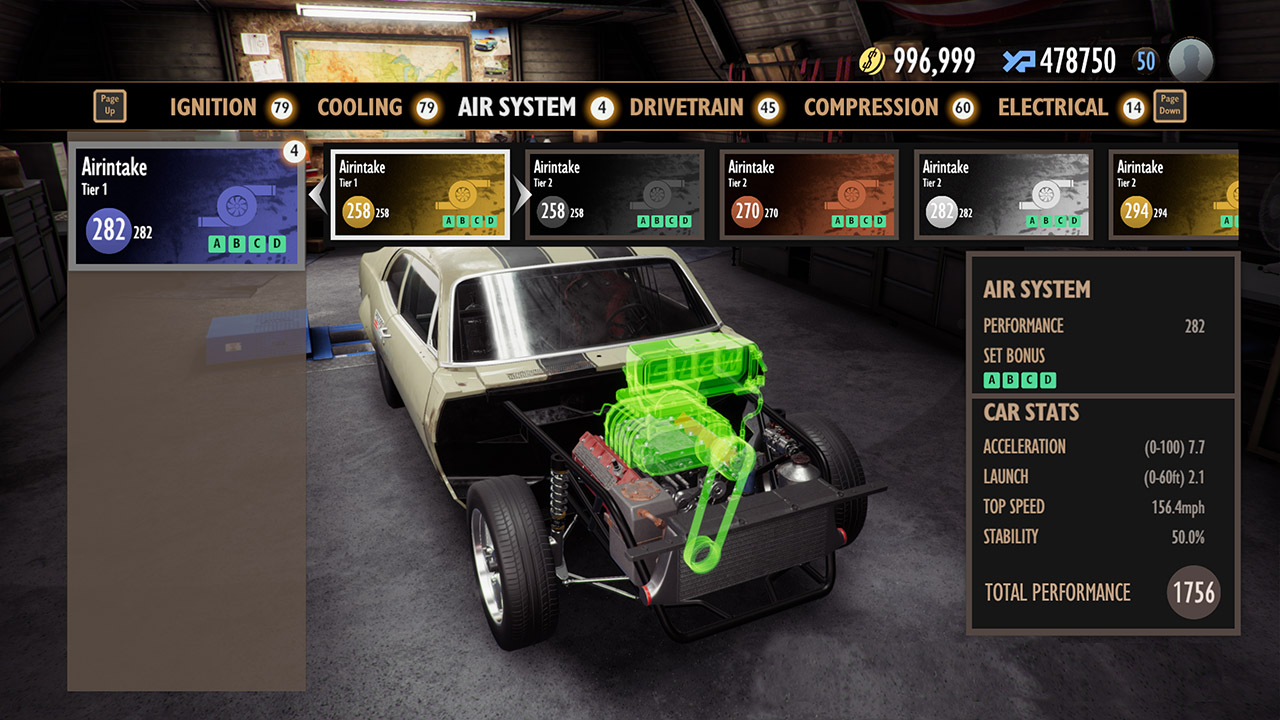 996,999 XP 478750 50
Page Up IGNITION 79 COOLING 79 AIR SYSTEM 4 DRIVETRAIN 45 COMPRESSION 60 ELECTRICAL 14 Page Down
4
Airintake
Tier 1
282 282
A B C D
Airintake
Tier 1
258 258
A B C D
Airintake
Tier 2
258 258
A B C D
Airintake
Tier 2
270 270
A B C D
Airintake
Tier 2
282 282
A B C D
Airintake
Tier 2
294 294
A
AIR SYSTEM
PERFORMANCE 282
SET BONUS
A B C D
CAR STATS
ACCELERATION (0-100) 7.7
LAUNCH (0-60ft) 2.1
TOP SPEED 156.4mph
STABILITY 50.0%
TOTAL PERFORMANCE 1756